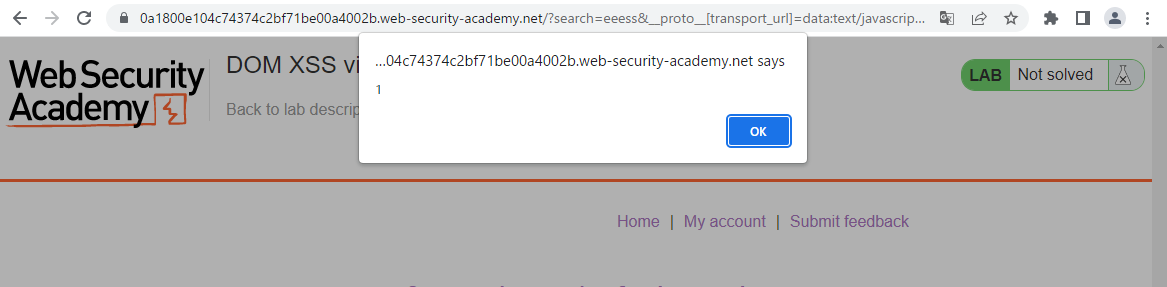 0a1800e104c74374c2bf71be00a4002b.web-security-academy.net/?search=eeess&__proto__[transport_url]=data:text/javascrip...
...04c74374c2bf71be00a4002b.web-security-academy.net says
1
OK
Web Security
Academy
DOM XSS vi
Back to lab descrip
LAB Not solved
Home | My account | Submit feedback